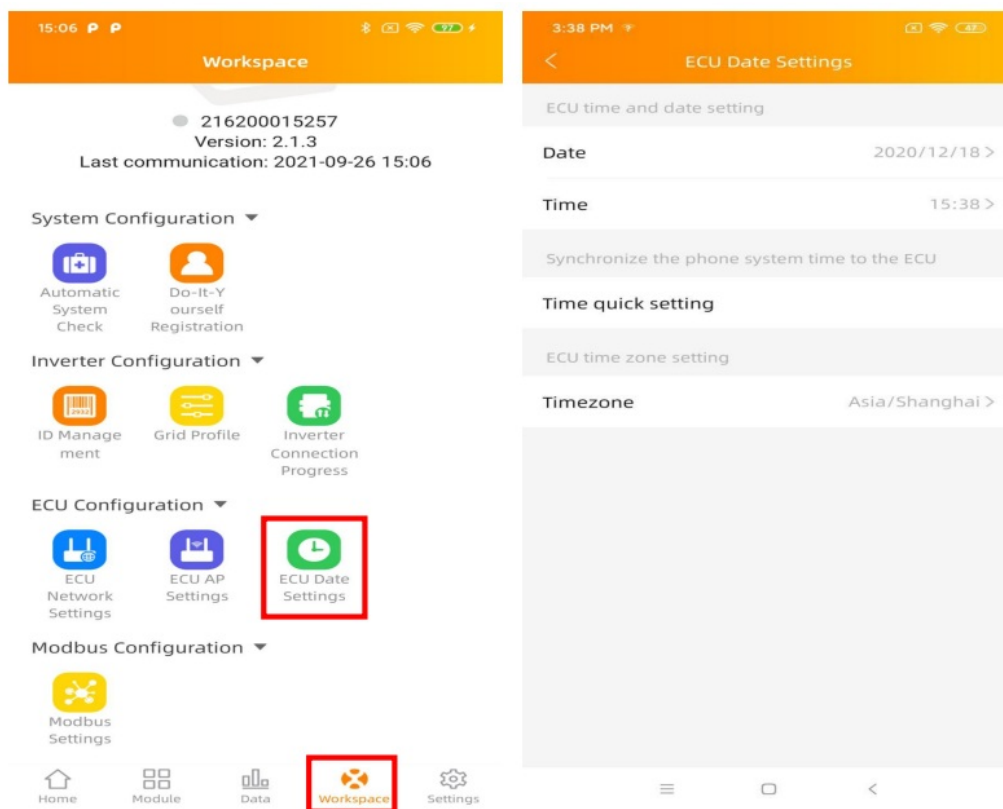 15:06 P P
97
Workspace
216200015257
Version: 2.1.3
Last communication: 2021-09-26 15:06
System Configuration
Automatic
System
Check
Do-It-Y
ourself
Registration
Inverter Configuration
ID Manage
ment
Grid Profile
Inverter
Connection
Progress
ECU Configuration
ECU
Network
Settings
ECU AP
Settings
ECU Date
Settings
Modbus Configuration
Modbus
Settings
Home
Module
Data
Workspace
Settings
3:38 PM
47
ECU Date Settings
ECU time and date setting
Date 2020/12/18 >
Time 15:38 >
Synchronize the phone system time to the ECU
Time quick setting
ECU time zone setting
Timezone Asia/Shanghai >